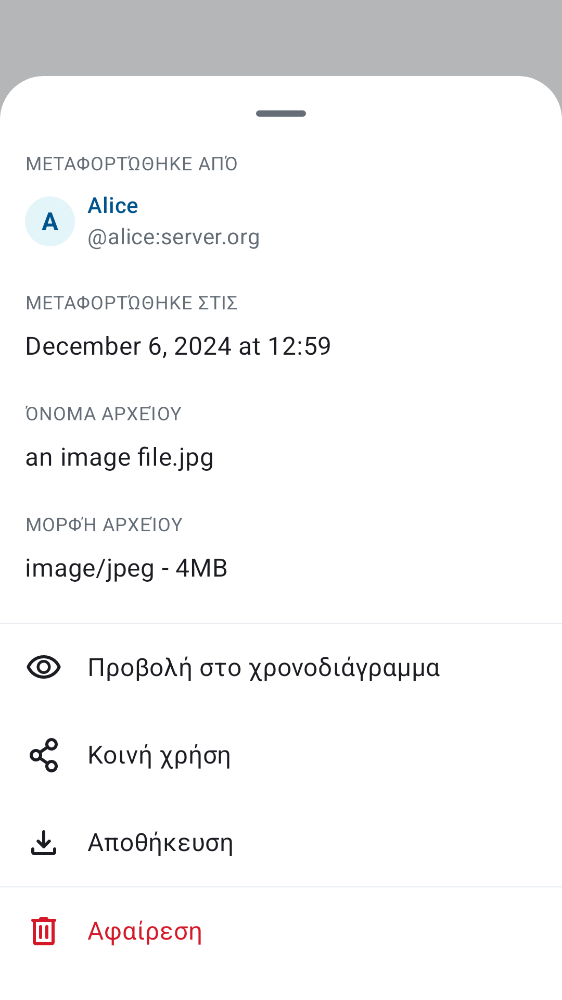 ΜΕΤΑΦΟΡΤΏΘΗΚΕ ΑΠΌ
A
Alice
@alice:server.org
ΜΕΤΑΦΟΡΤΏΘΗΚΕ ΣΤΙΣ
December 6, 2024 at 12:59
ΌΝΟΜΑ ΑΡΧΕΊΟΥ
an image file.jpg
ΜΟΡΦΉ ΑΡΧΕΊΟΥ
image/jpeg - 4MB
Προβολή στο χρονοδιάγραμμα
Κοινή χρήση
Αποθήκευση
Αφαίρεση